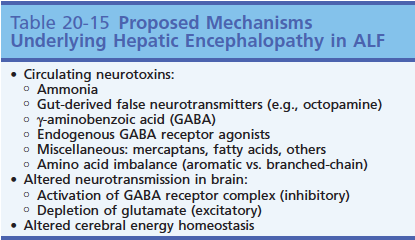 Table 20-15 Proposed Mechanisms
Underlying Hepatic Encephalopathy in ALF
• Circulating neurotoxins:
○ Ammonia
○ Gut-derived false neurotransmitters (e.g., octopamine)
○ γ-aminobenzoic acid (GABA)
○ Endogenous GABA receptor agonists
○ Miscellaneous: mercaptans, fatty acids, others
○ Amino acid imbalance (aromatic vs. branched-chain)
• Altered neurotransmission in brain:
○ Activation of GABA receptor complex (inhibitory)
○ Depletion of glutamate (excitatory)
• Altered cerebral energy homeostasis